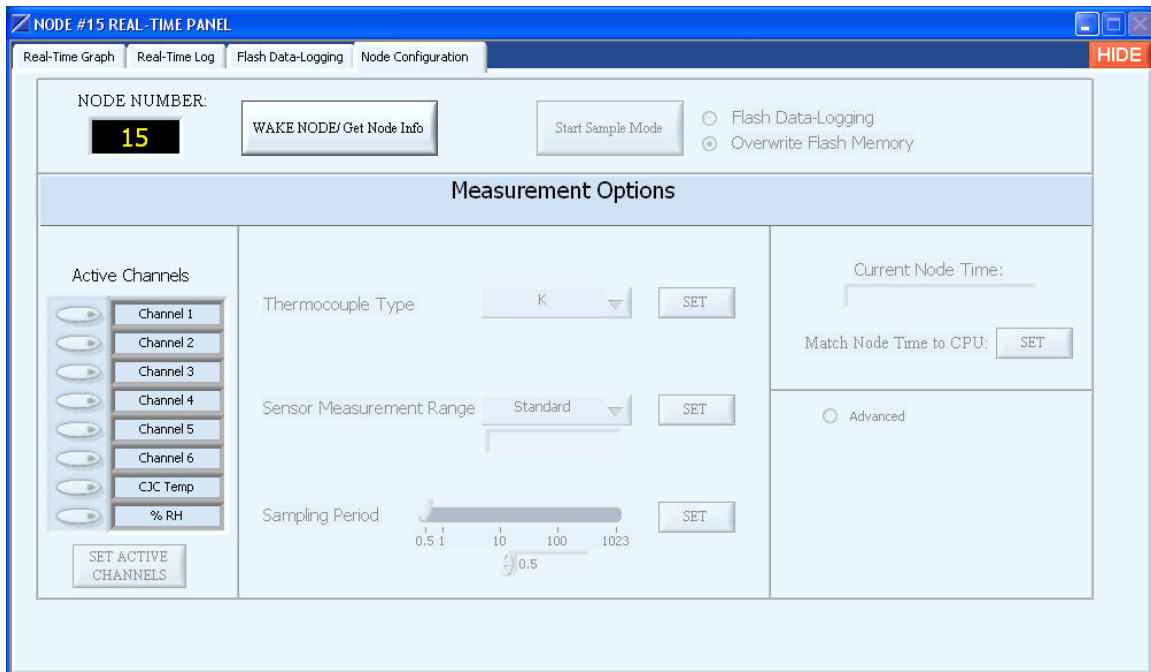 NODE #15 REAL-TIME PANEL
Real-Time Graph
Real-Time Log
Flash Data-Logging
Node Configuration
HIDE
NODE NUMBER:
15
WAKE NODE/ Get Node Info
Start Sample Mode
Flash Data-Logging
Overwrite Flash Memory
Measurement Options
Active Channels
Channel 1
Channel 2
Channel 3
Channel 4
Channel 5
Channel 6
CJC Temp
% RH
SET ACTIVE
CHANNELS
Thermocouple Type
K
SET
Sensor Measurement Range
Standard
SET
Sampling Period
0.5 1 10 100 1023
0.5
SET
Current Node Time:
Match Node Time to CPU:
SET
Advanced